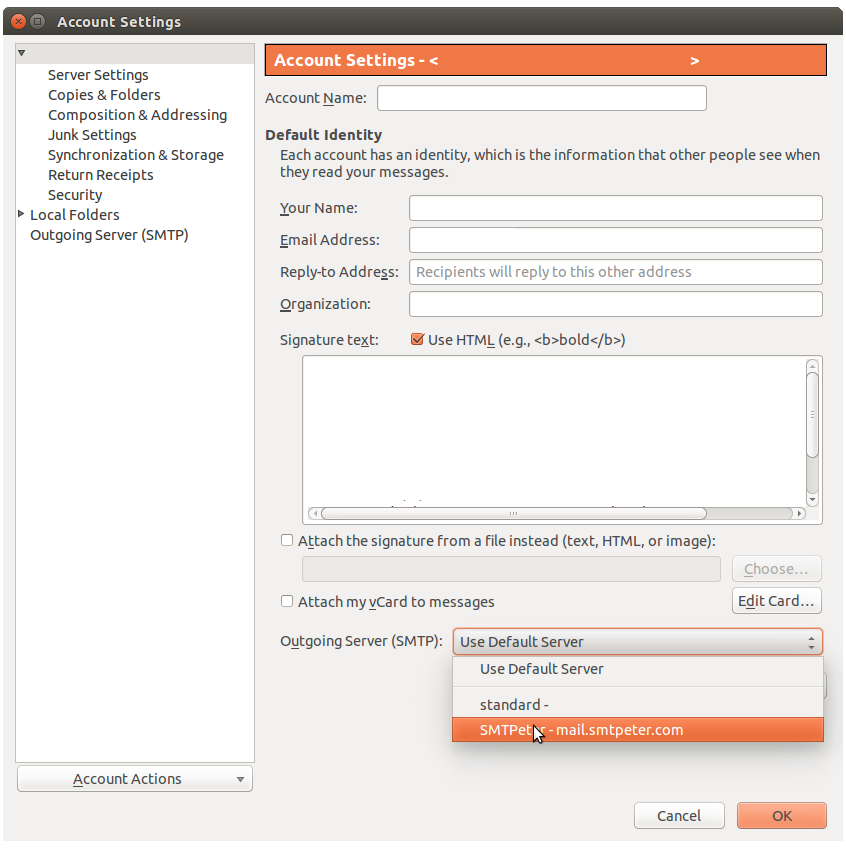 Account Settings
Server Settings
Copies & Folders
Composition & Addressing
Junk Settings
Synchronization & Storage
Return Receipts
Security
Local Folders
Outgoing Server (SMTP)
Account Actions
Account Settings - < >
Account Name:
Default Identity
Each account has an identity, which is the information that other people see when
they read your messages.
Your Name:
Email Address:
Reply-to Address: Recipients will reply to this other address
Organization:
Signature text: Use HTML (e.g., <b>bold</b>)
Attach the signature from a file instead (text, HTML, or image):
Choose...
Attach my vCard to messages
Edit Card...
Outgoing Server (SMTP): Use Default Server
Use Default Server
standard -
SMTPeter - mail.smtpeter.com
Cancel OK